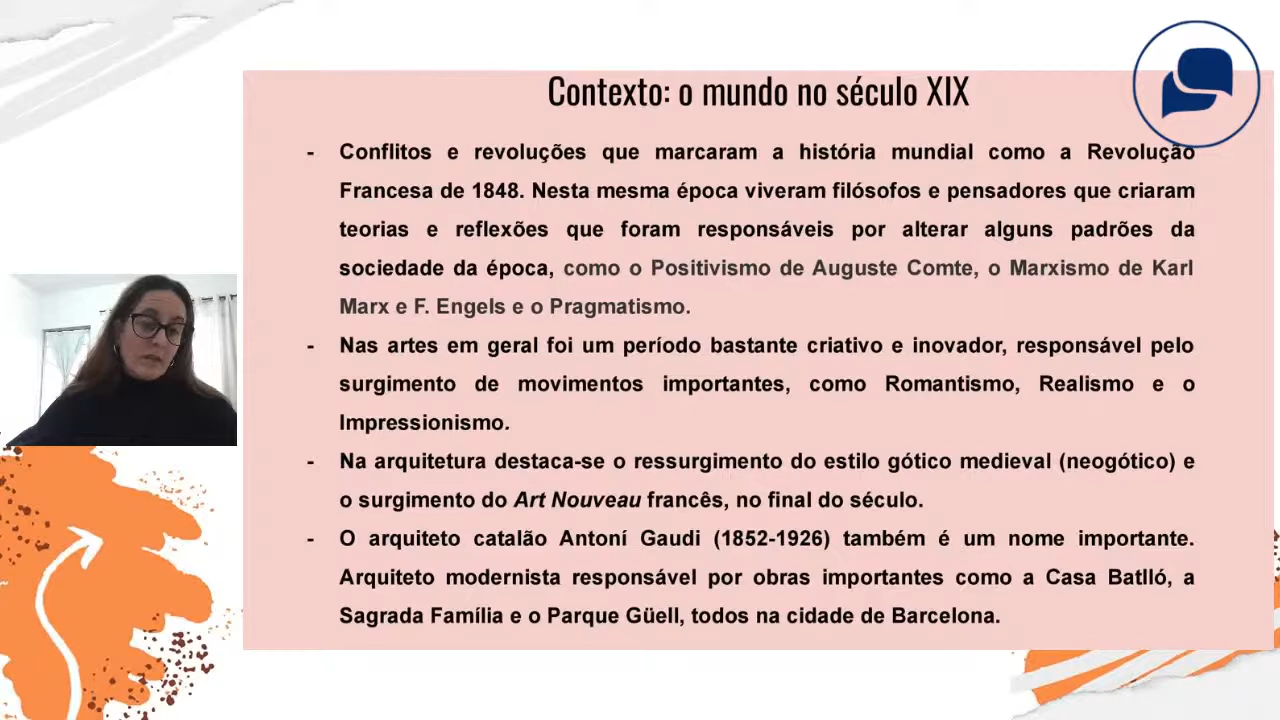 Contexto: o mundo no século XIX
- Conflitos e revoluções que marcaram a história mundial como a Revolução
Francesa de 1848. Nesta mesma época viveram filósofos e pensadores que criaram
teorias e reflexões que foram responsáveis por alterar alguns padrões da
sociedade da época, como o Positivismo de Auguste Comte, o Marxismo de Karl
Marx e F. Engels e o Pragmatismo.
- Nas artes em geral foi um período bastante criativo e inovador, responsável pelo
surgimento de movimentos importantes, como Romantismo, Realismo e o
Impressionismo.
- Na arquitetura destaca-se o ressurgimento do estilo gótico medieval (neogótico) e
o surgimento do Art Nouveau francês, no final do século.
- O arquiteto catalão Antoní Gaudi (1852-1926) também é um nome importante.
Arquiteto modernista responsável por obras importantes como a Casa Batlló, a
Sagrada Família e o Parque Güell, todos na cidade de Barcelona.